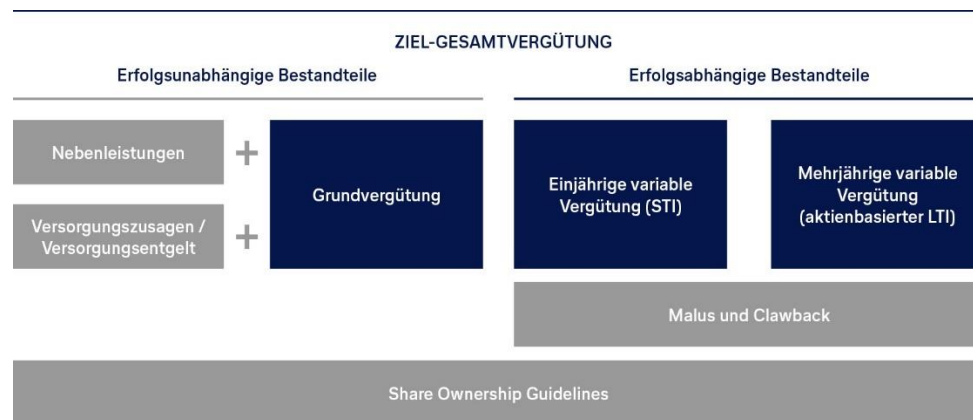 ZIEL-GESAMTVERGÜTUNG
Erfolgsunabhängige Bestandteile
Erfolgsabhängige Bestandteile
Nebenleistungen
+
Versorgungszusagen /
Versorgungsentgelt
+
Grundvergütung
Einjährige variable
Vergütung (STI)
Mehrjährige variable
Vergütung
(aktienbasierter LTI)
Malus und Clawback
Share Ownership Guidelines